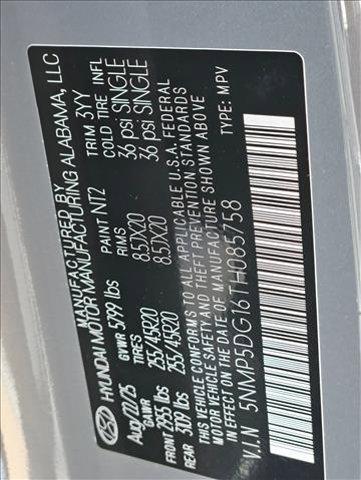 MANUFACTURED BY
HYUNDAI MOTOR MANUFACTURING ALABAMA, LLC
Aug/27/25 GVWR 5799 lbs PAINT NT2 TRIM 3YY
GAWR TIRES RIMS COLD TIRE INFL
FRONT 2955 lbs 255/45R20 8.5JX20 36 psi SINGLE
REAR 3109 lbs 255/45R20 8.5JX20 36 psi SINGLE
THIS VEHICLE CONFORMS TO ALL APPLICABLE U.S.A. FEDERAL
MOTOR VEHICLE SAFETY AND THEFT PREVENTION STANDARDS
IN EFFECT ON THE DATE OF MANUFACTURE SHOWN ABOVE
V.I.N 5NMP5DG16TH085758 TYPE: MPV